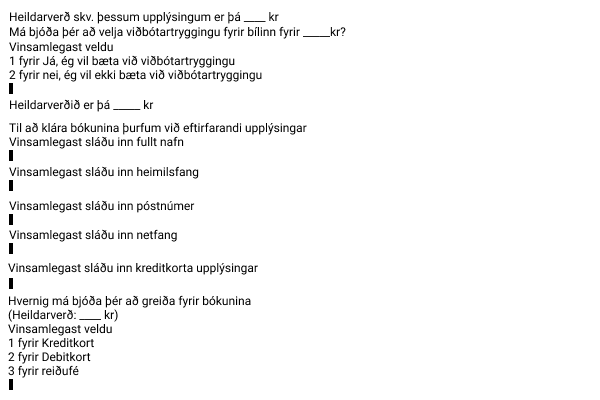 Heildarverð skv. þessum upplýsingum er þá ____ kr
Má bjóða þér að velja viðbótartryggingu fyrir bílinn fyrir _____kr?
Vinsamlegast veldu
1 fyrir Já, ég vil bæta við viðbótartryggingu
2 fyrir nei, ég vil ekki bæta við viðbótartryggingu
Heildarverðið er þá _____ kr
Til að klára bókunina þurfum við eftirfarandi upplýsingar
Vinsamlegast sláðu inn fullt nafn
Vinsamlegast sláðu inn heimilsfang
Vinsamlegast sláðu inn póstnúmer
Vinsamlegast sláðu inn netfang
Vinsamlegast sláðu inn kreditkorta upplýsingar
Hvernig má bjóða þér að greiða fyrir bókunina
(Heildarverð: ____ kr)
Vinsamlegast veldu
1 fyrir Kreditkort
2 fyrir Debitkort
3 fyrir reiðufé